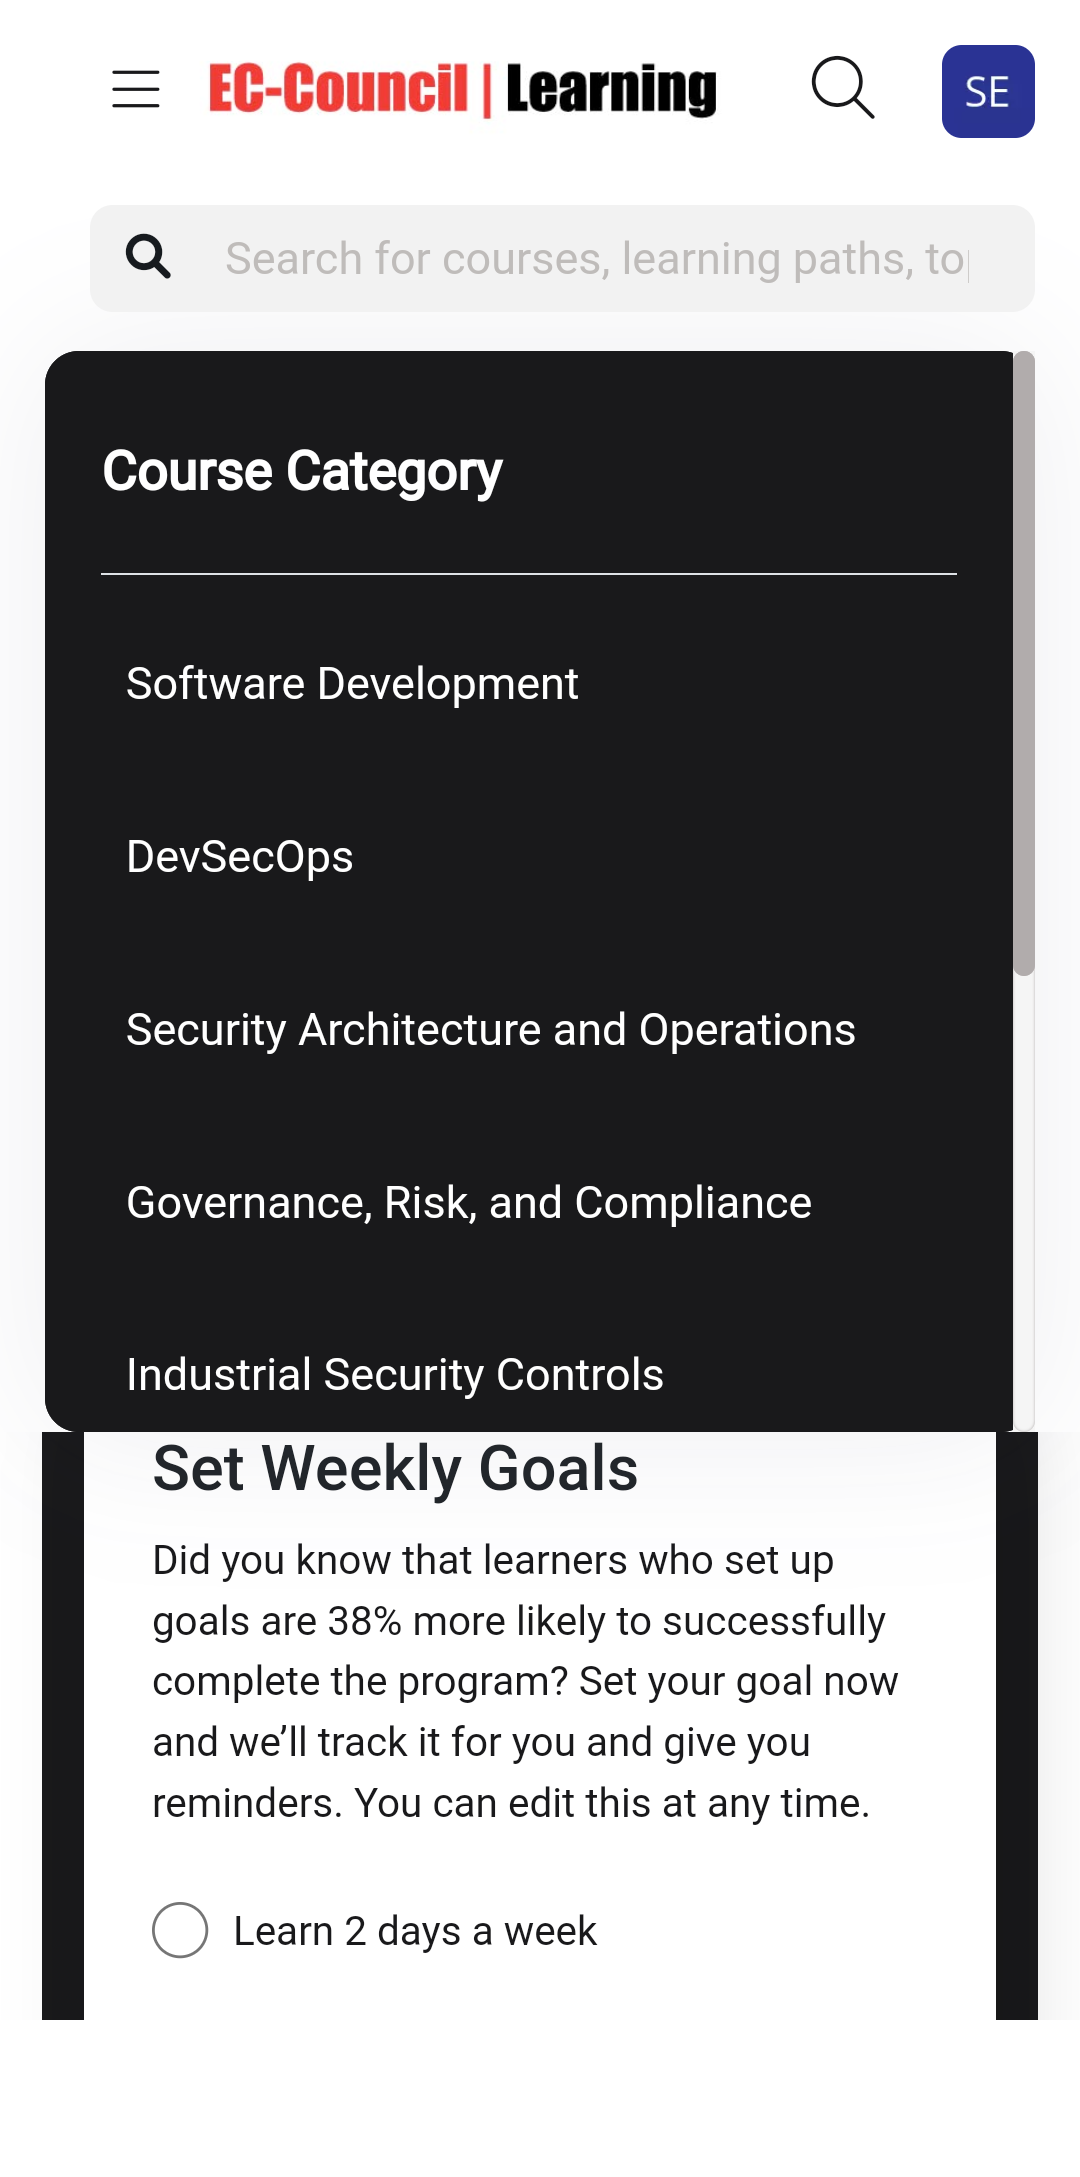 EC-Council | Learning
SE
Search for courses, learning paths, to
Course Category
Software Development
DevSecOps
Security Architecture and Operations
Governance, Risk, and Compliance
Industrial Security Controls
Set Weekly Goals
Did you know that learners who set up
goals are 38% more likely to successfully
complete the program? Set your goal now
and we’ll track it for you and give you
reminders. You can edit this at any time.
Learn 2 days a week